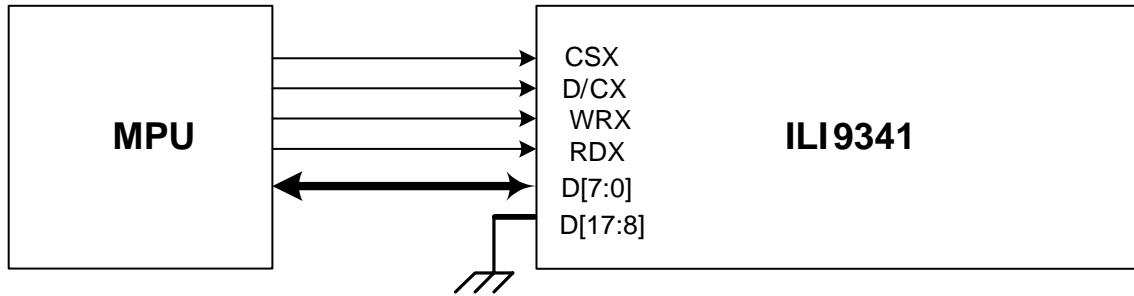 MPU
ILI9341
CSX
D/CX
WRX
RDX
D[7:0]
D[17:8]